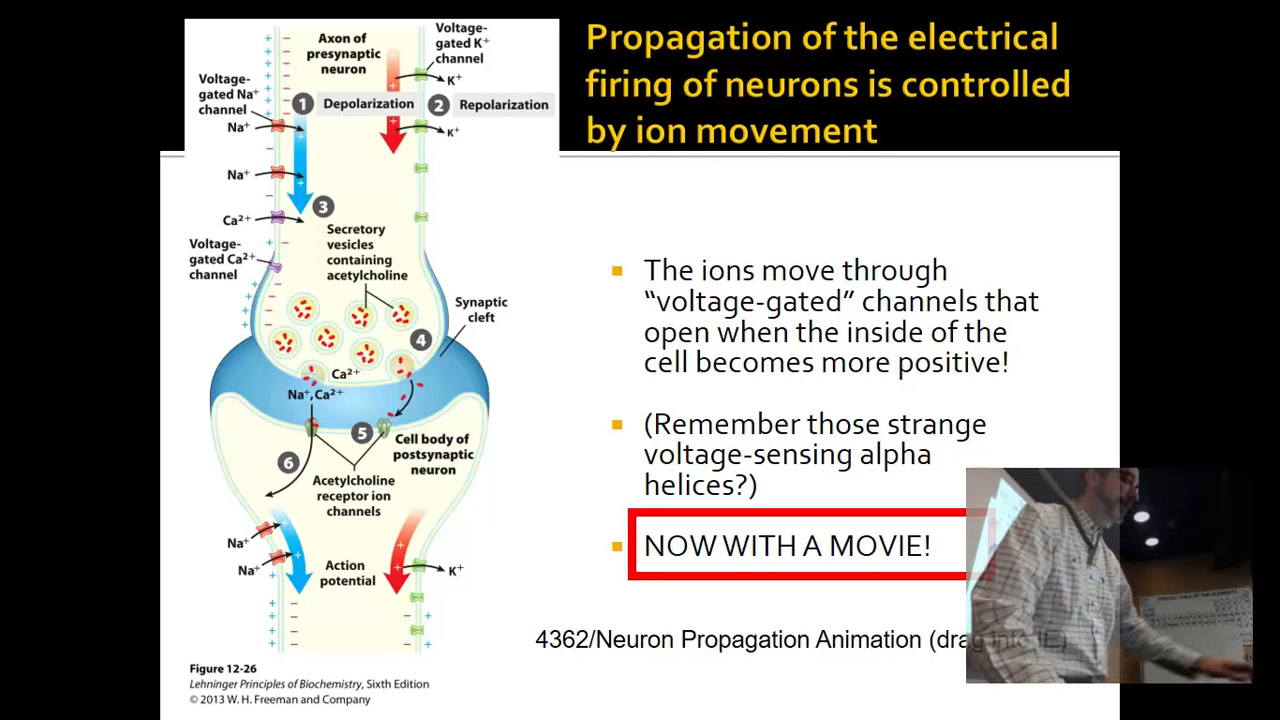 Propagation of the electrical
firing of neurons is controlled
by ion movement
Axon of
presynaptic
neuron
Voltage-
gated K⁺
channel
K⁺
Voltage-
gated Na⁺
channel
1 Depolarization
2 Repolarization
Na⁺
K⁺
Na⁺
3
Ca²⁺
Secretory
vesicles
containing
acetylcholine
Voltage-
gated Ca²⁺
channel
Synaptic
cleft
4
Ca²⁺
Na⁺, Ca²⁺
5
Cell body of
postsynaptic
neuron
6
Acetylcholine
receptor ion
channels
Na⁺
Na⁺
Action
potential
K⁺
Figure 12-26
Lehninger Principles of Biochemistry, Sixth Edition
© 2013 W. H. Freeman and Company
The ions move through
“voltage-gated” channels that
open when the inside of the
cell becomes more positive!
(Remember those strange
voltage-sensing alpha
helices?)
NOW WITH A MOVIE!
4362/Neuron Propagation Animation (drag into IE)
PERIODIC TABLE OF THE ELEMENTS